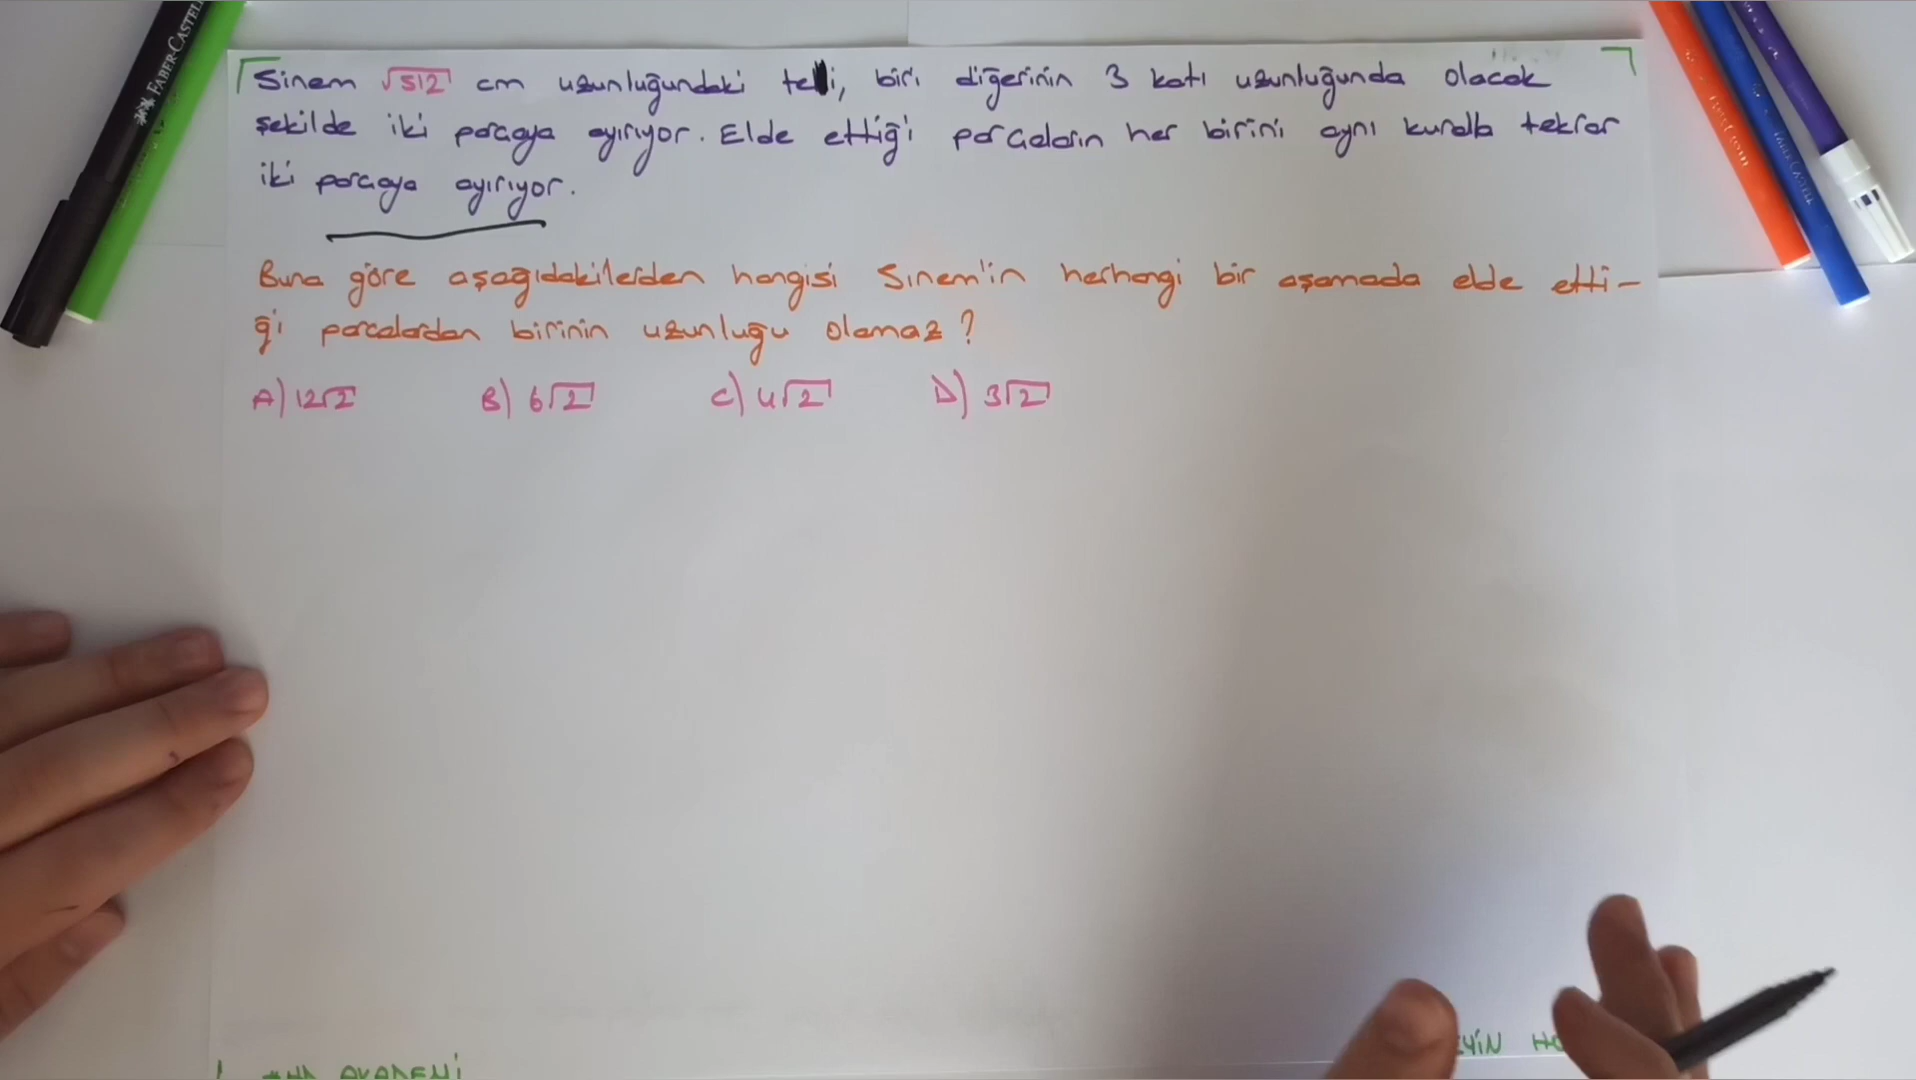 Sinem √512 cm uzunluğundaki teli, biri diğerinin 3 katı uzunluğunda olacak
şekilde iki parçaya ayırıyor. Elde ettiği parçaların her birini aynı kuralla tekrar
iki parçaya ayırıyor.
Buna göre aşağıdakilerden hangisi Sinem'in herhangi bir aşamada elde etti-
ği parçalardan birinin uzunluğu olamaz?
A) 12√2 B) 6√2 C) 4√2 D) 3√2
FABER-CASTELL
AKADEMİ